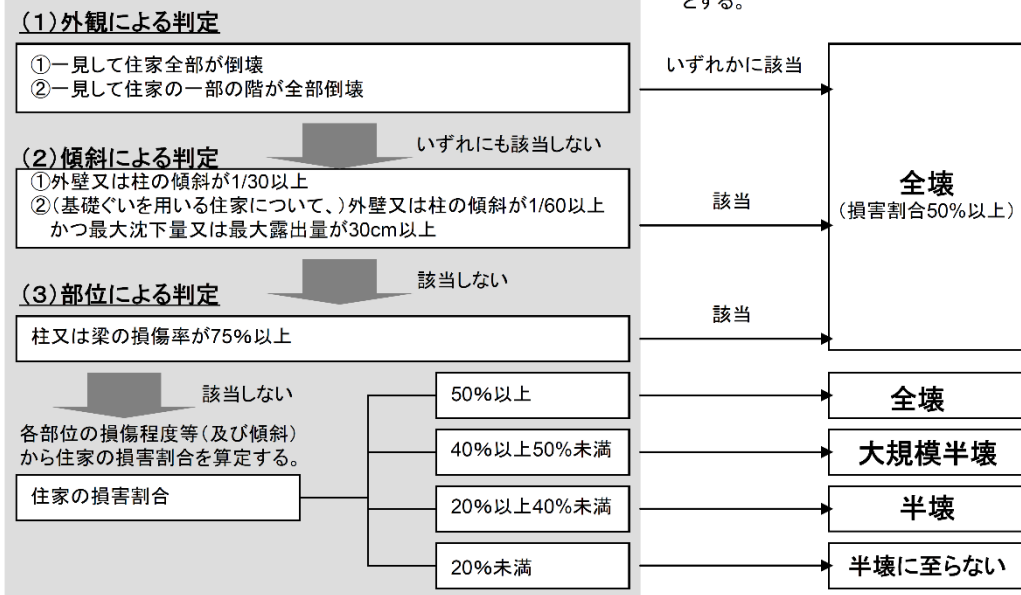 とする。
(1)外観による判定
①一見して住家全部が倒壊
②一見して住家の一部の階が全部倒壊
いずれかに該当
いずれにも該当しない
(2)傾斜による判定
①外壁又は柱の傾斜が1/30以上
②(基礎ぐいを用いる住家について、)外壁又は柱の傾斜が1/60以上
かつ最大沈下量又は最大露出量が30cm以上
該当
全壊
(損害割合50%以上)
該当しない
(3)部位による判定
柱又は梁の損傷率が75%以上
該当
該当しない
各部位の損傷程度等(及び傾斜)
から住家の損害割合を算定する。
住家の損害割合
50%以上
全壊
40%以上50%未満
大規模半壊
20%以上40%未満
半壊
20%未満
半壊に至らない